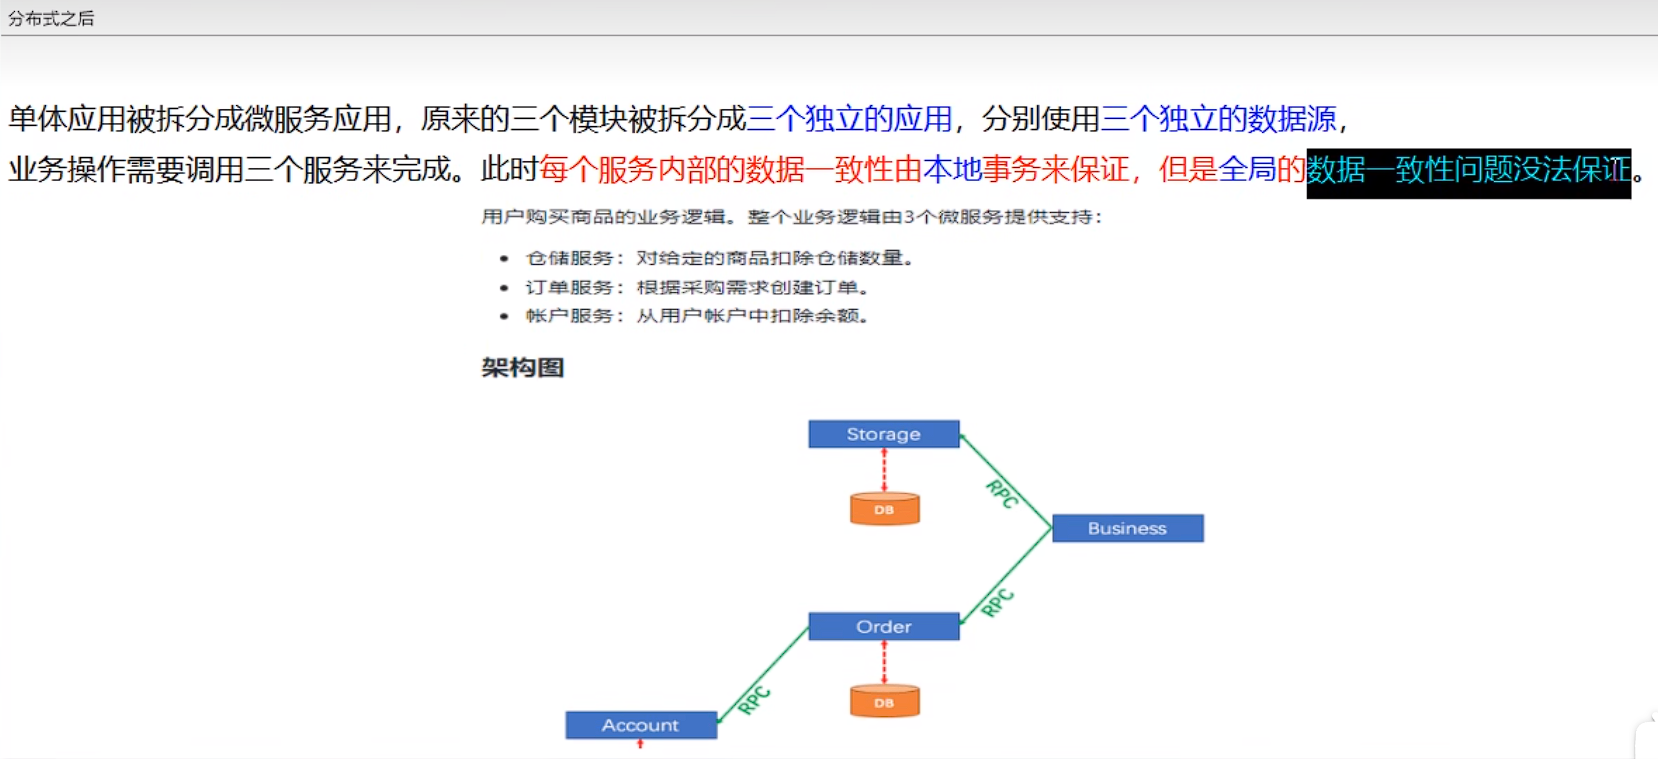 分布式之后
单体应用被拆分成微服务应用，原来的三个模块被拆分成三个独立的应用，分别使用三个独立的数据源，
业务操作需要调用三个服务来完成。此时每个服务内部的数据一致性由本地事务来保证，但是全局的数据一致性问题没法保证。
用户购买商品的业务逻辑。整个业务逻辑由3个微服务提供支持：
• 仓储服务：对给定的商品扣除仓储数量。
• 订单服务：根据采购需求创建订单。
• 帐户服务：从用户帐户中扣除余额。
架构图
Storage
RPC
DB
Business
RPC
Order
RPC
DB
Account